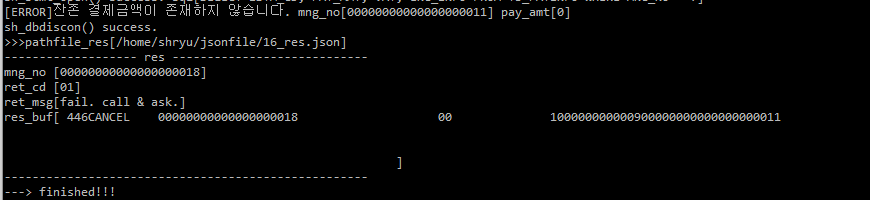 [ERROR]잔존 결제금액이 존재하지 않습니다. mng_no[00000000000000000011] pay_amt[0]
sh_dbdiscon() success.
>>>pathfile_res[/home/shryu/jsonfile/16_res.json]
------------------- res ----------------------------
mng_no [00000000000000000018]
ret_cd [01]
ret_msg[fail. call & ask.]
res_buf[ 446CANCEL    00000000000000000018                    00              1000000000009000000000000000000011
]
----------------------------------------------------
---> finished!!!